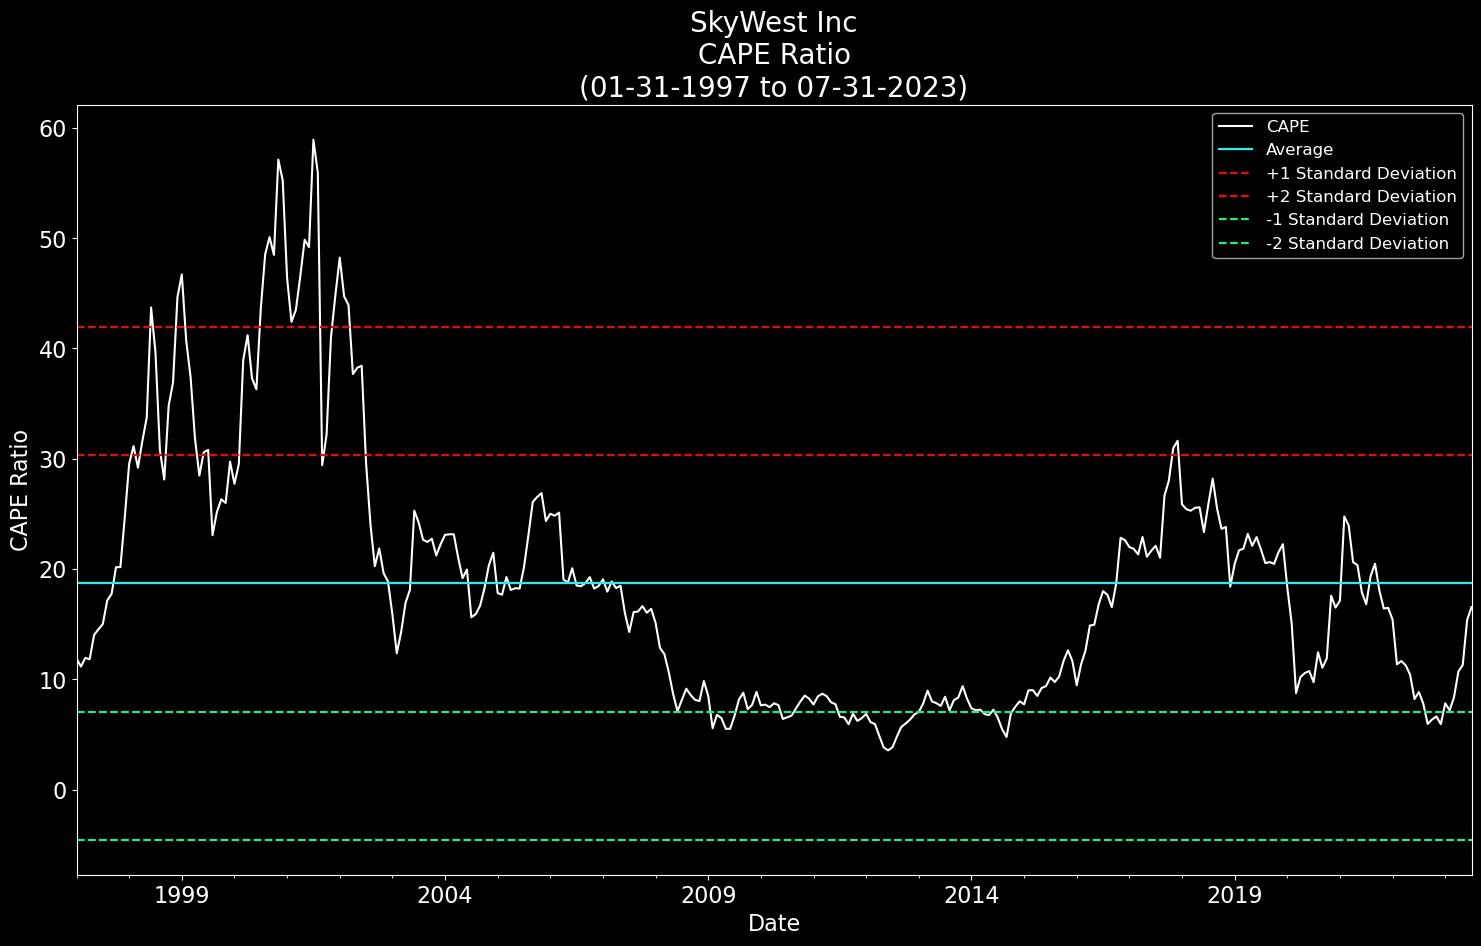 SkyWest Inc
CAPE Ratio
(01-31-1997 to 07-31-2023)
CAPE
Average
+1 Standard Deviation
+2 Standard Deviation
-1 Standard Deviation
-2 Standard Deviation
CAPE Ratio
60
50
40
30
20
10
0
1999 2004 2009 2014 2019
Date